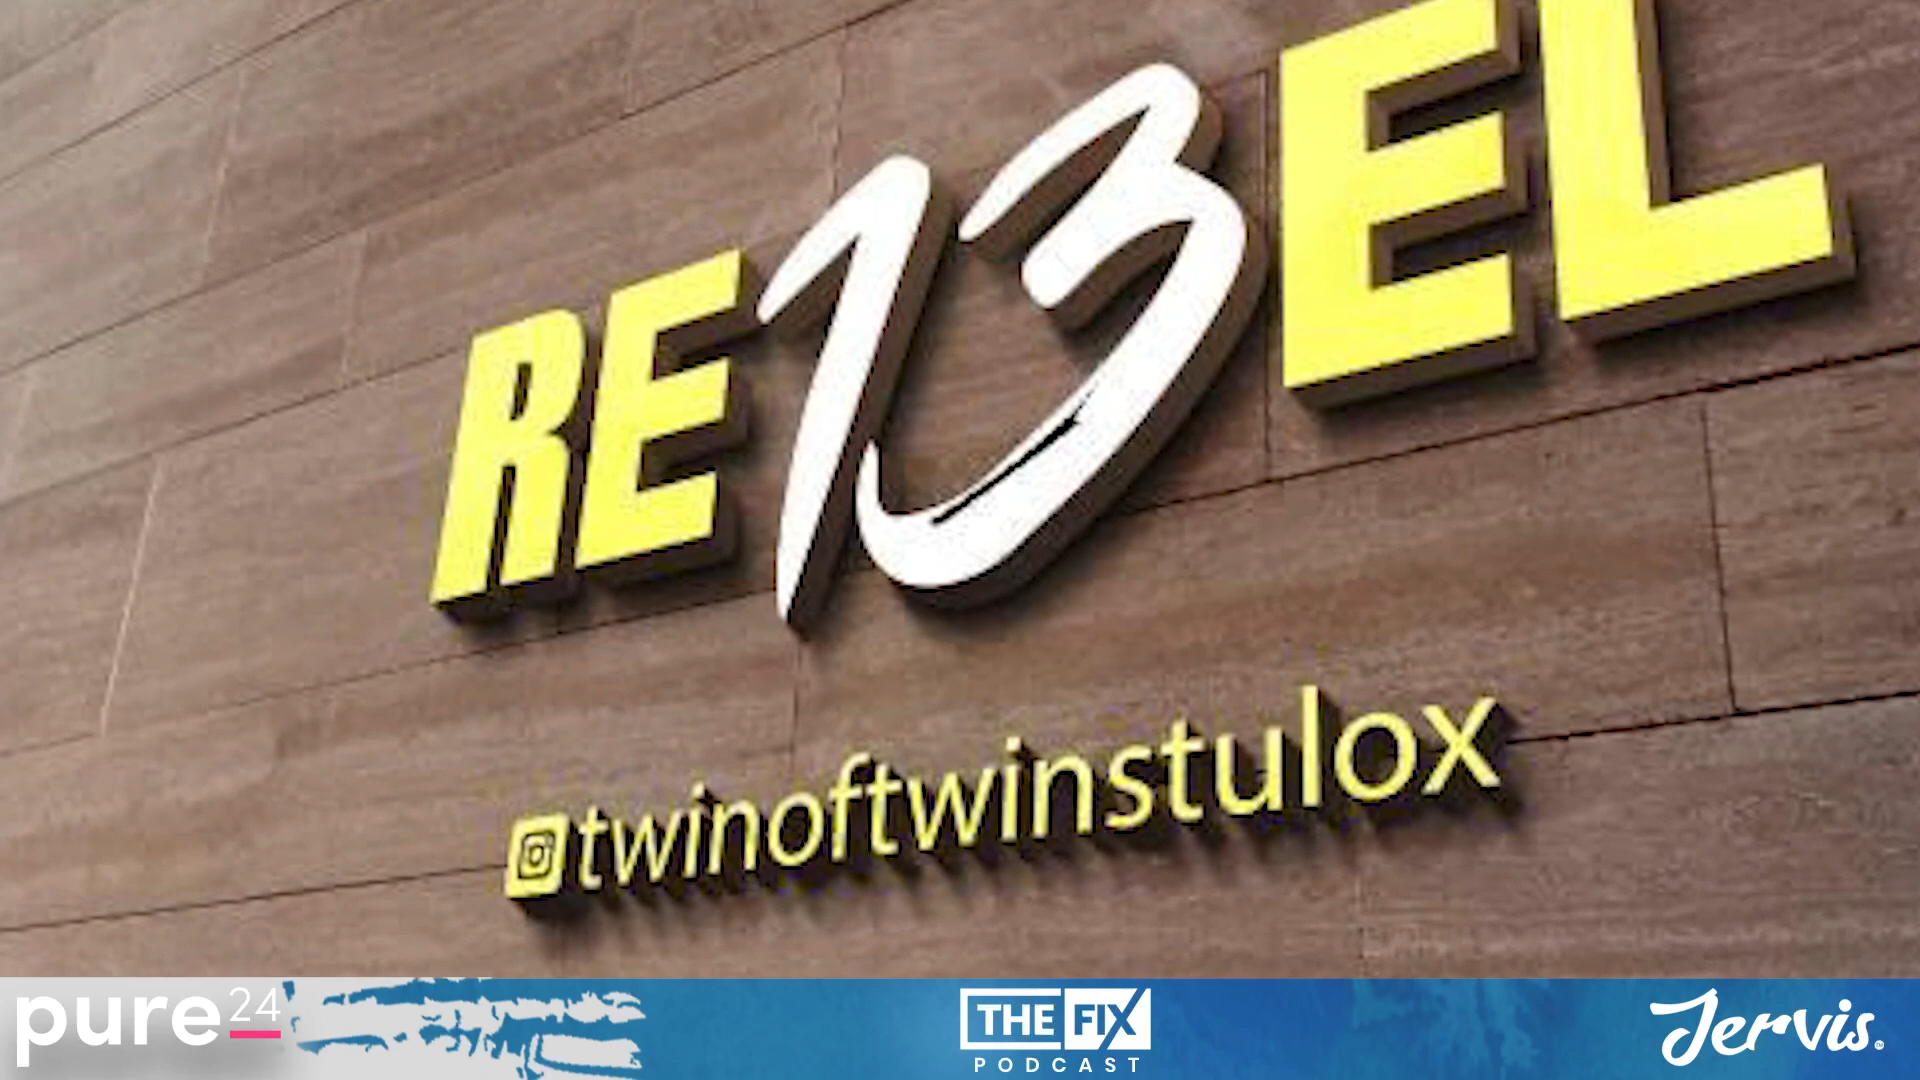 RE13EL
@twinoftwinstulox
pure24
THE FIX
PODCAST
Jervis.